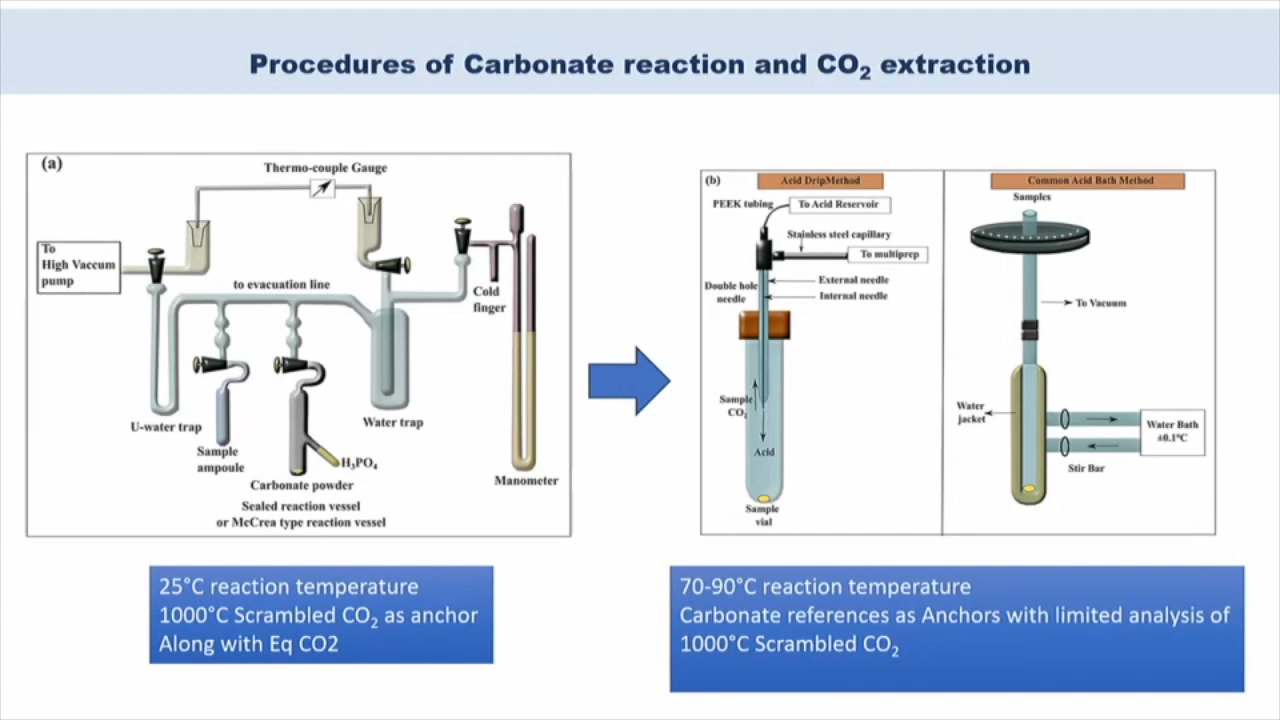 Procedures of Carbonate reaction and CO₂ extraction
(a)
Thermo-couple Gauge
To
High Vaccum
pump
to evacuation line
Cold
finger
U-water trap
Water trap
Sample
ampoule
H₃PO₄
Carbonate powder
Manometer
Sealed reaction vessel
or McCrea type reaction vessel
25°C reaction temperature
1000°C Scrambled CO₂ as anchor
Along with Eq CO2
(b)
Acid DripMethod
PEEK tubing
To Acid Reservoir
Stainless steel capillary
To multiprep
External needle
Double hole
needle
Internal needle
Sample
CO₂
Acid
Sample
vial
Common Acid Bath Method
Samples
To Vacuum
Water
jacket
Water Bath
±0.1°C
Stir Bar
70-90°C reaction temperature
Carbonate references as Anchors with limited analysis of
1000°C Scrambled CO₂